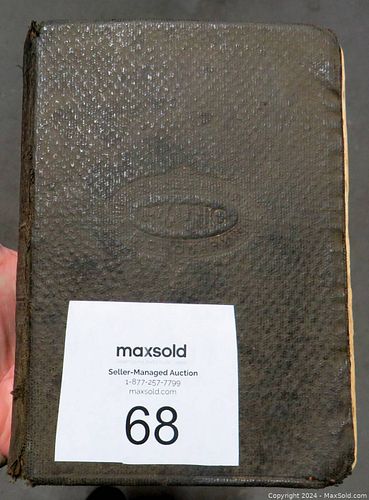 maxsold
Seller-Managed Auction
1-877-257-7799
maxsold.com
68
Copyright 2024 - MaxSold.com